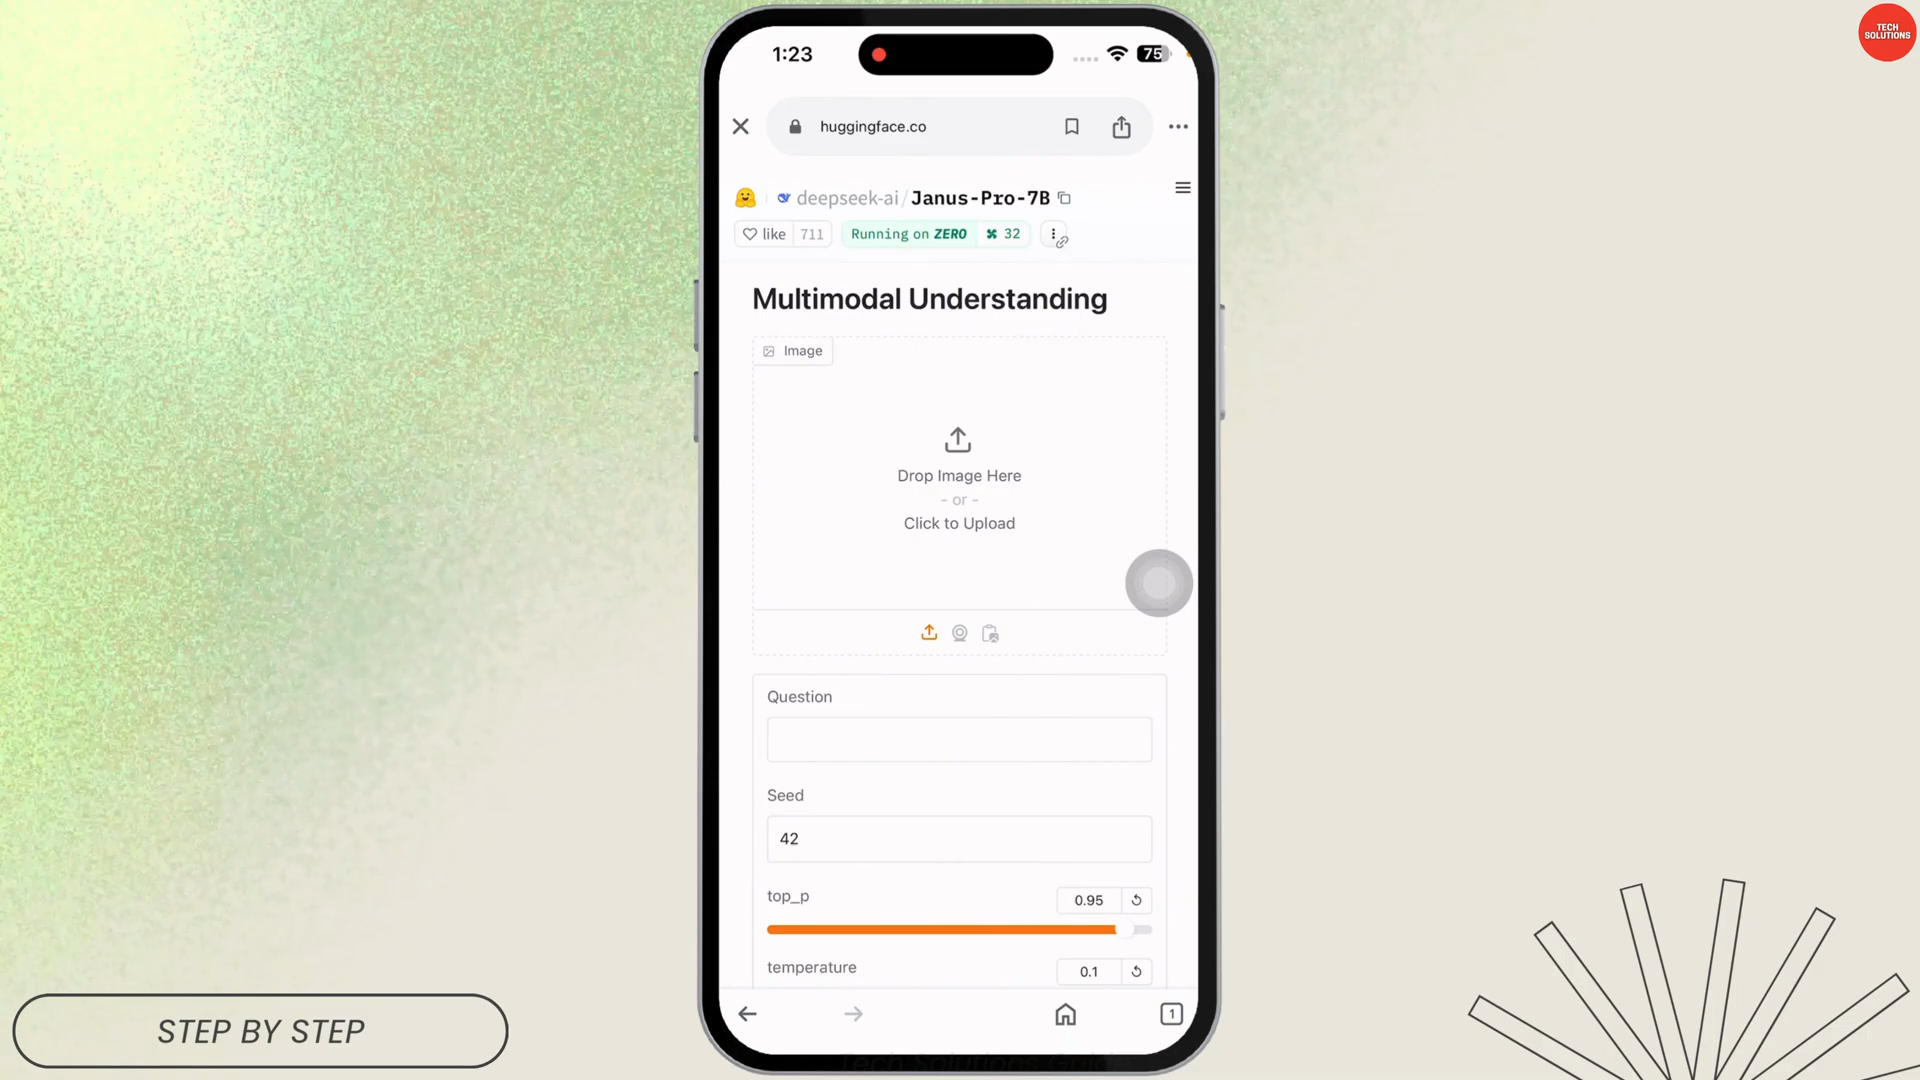 TECH
SOLUTIONS
1:23
75
huggingface.co
deepseek-ai/Janus-Pro-7B
like 711 Running on ZERO 32
Multimodal Understanding
Image
Drop Image Here
- or -
Click to Upload
Question
Seed
42
top_p 0.95
temperature 0.1
1
STEP BY STEP